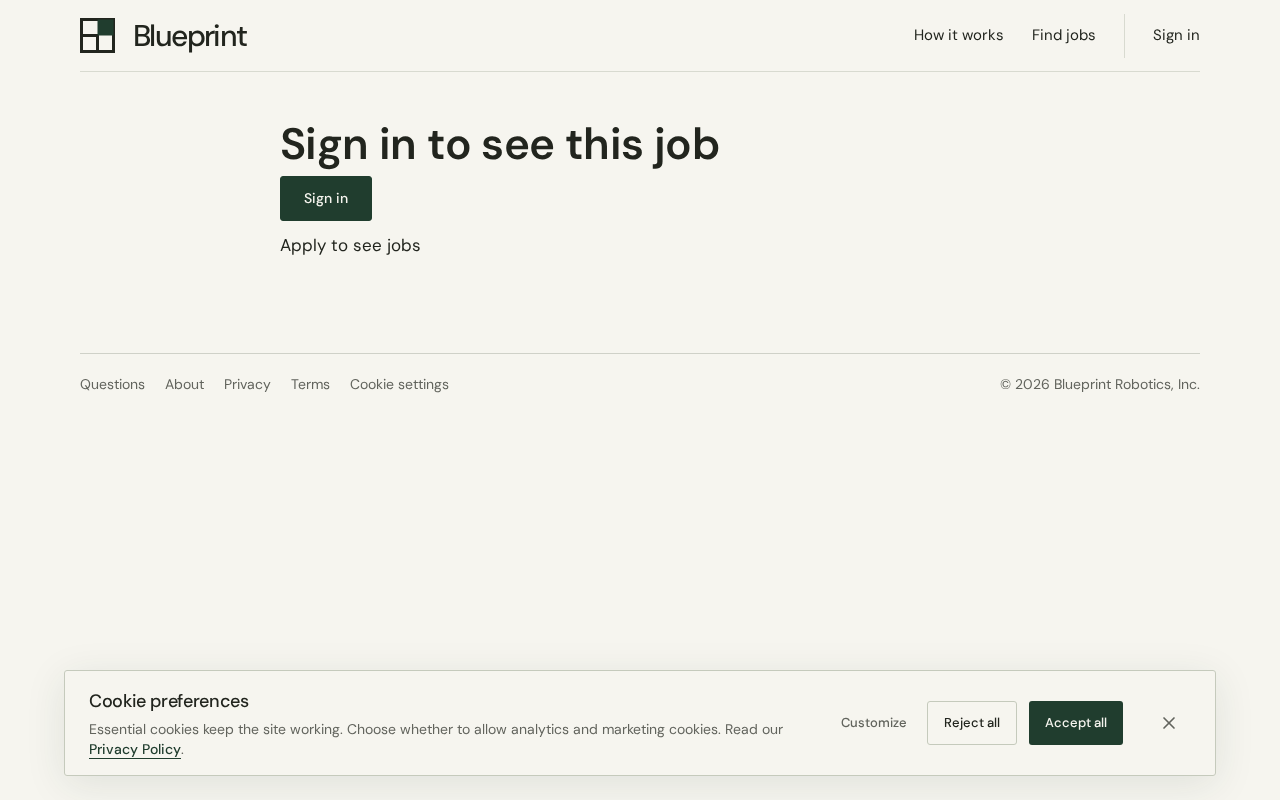 Blueprint
How it works
Find jobs
Sign in
Sign in to see this job
Sign in
Apply to see jobs
Questions
About
Privacy
Terms
Cookie settings
© 2026 Blueprint Robotics, Inc.
Cookie preferences
Essential cookies keep the site working. Choose whether to allow analytics and marketing cookies. Read our
Privacy Policy.
Customize
Reject all
Accept all